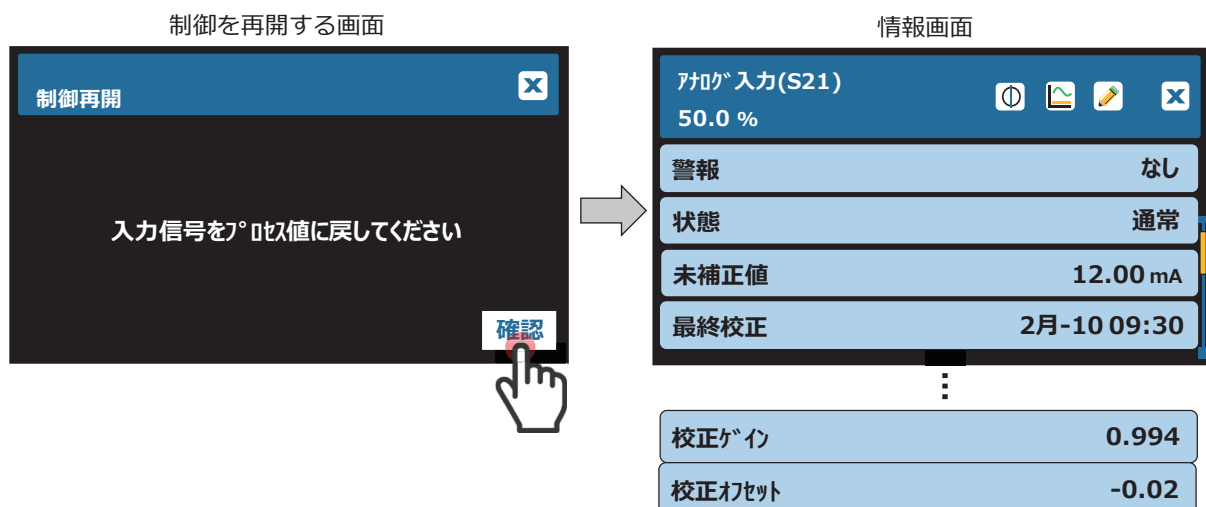 制御を再開する画面
制御再開
入力信号をﾌﾟﾛｾｽ値に戻してください
確認
情報画面
ｱﾅﾛｸﾞ入力(S21)
50.0 %
警報 なし
状態 通常
未補正値 12.00 mA
最終校正 2月-10 09:30
校正ｹﾞｲﾝ 0.994
校正ｵﾌｾｯﾄ -0.02